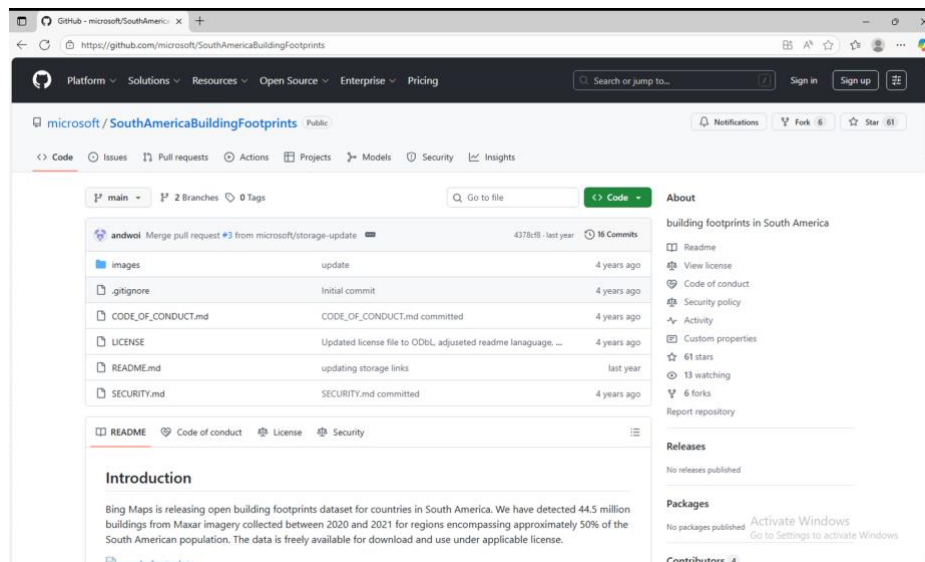 GitHub - microsoft/SouthAmeric
https://github.com/microsoft/SouthAmericaBuildingFootprints
Platform Solutions Resources Open Source Enterprise Pricing Search or jump to... / Sign in Sign up
microsoft / SouthAmericaBuildingFootprints Public Notifications Fork 6 Star 61
Code Issues Pull requests Actions Projects Models Security Insights
main 2 Branches 0 Tags Go to file Code About
building footprints in South America
andwoi Merge pull request #3 from microsoft/storage-update 4378cf8 · last year 16 Commits
Readme
images update 4 years ago
View license
.gitignore Initial commit 4 years ago
Code of conduct
CODE_OF_CONDUCT.md CODE_OF_CONDUCT.md committed 4 years ago
Security policy
Activity
LICENSE Updated license file to ODbL, adjuseted readme lanaguage, ... 4 years ago
Custom properties
61 stars
README.md updating storage links last year
13 watching
SECURITY.md SECURITY.md committed 4 years ago
6 forks
Report repository
README Code of conduct License Security
Releases
No releases published
Introduction
Bing Maps is releasing open building footprints dataset for countries in South America. We have detected 44.5 million
buildings from Maxar imagery collected between 2020 and 2021 for regions encompassing approximately 50% of the
South American population. The data is freely available for download and use under applicable license.
Packages
No packages published
Activate Windows
Go to Settings to activate Windows
Contributors 4